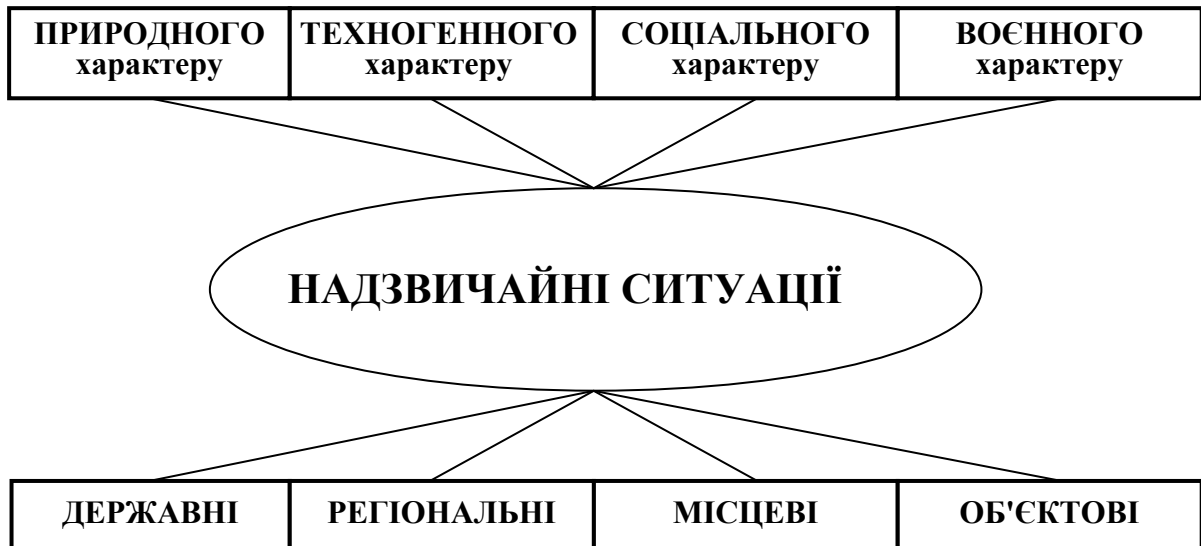 ПРИРОДНОГО
характеру
ТЕХНОГЕННОГО
характеру
СОЦІАЛЬНОГО
характеру
ВОЄННОГО
характеру
НАДЗВИЧАЙНІ СИТУАЦІЇ
ДЕРЖАВНІ
РЕГІОНАЛЬНІ
МІСЦЕВІ
ОБ'ЄКТОВІ